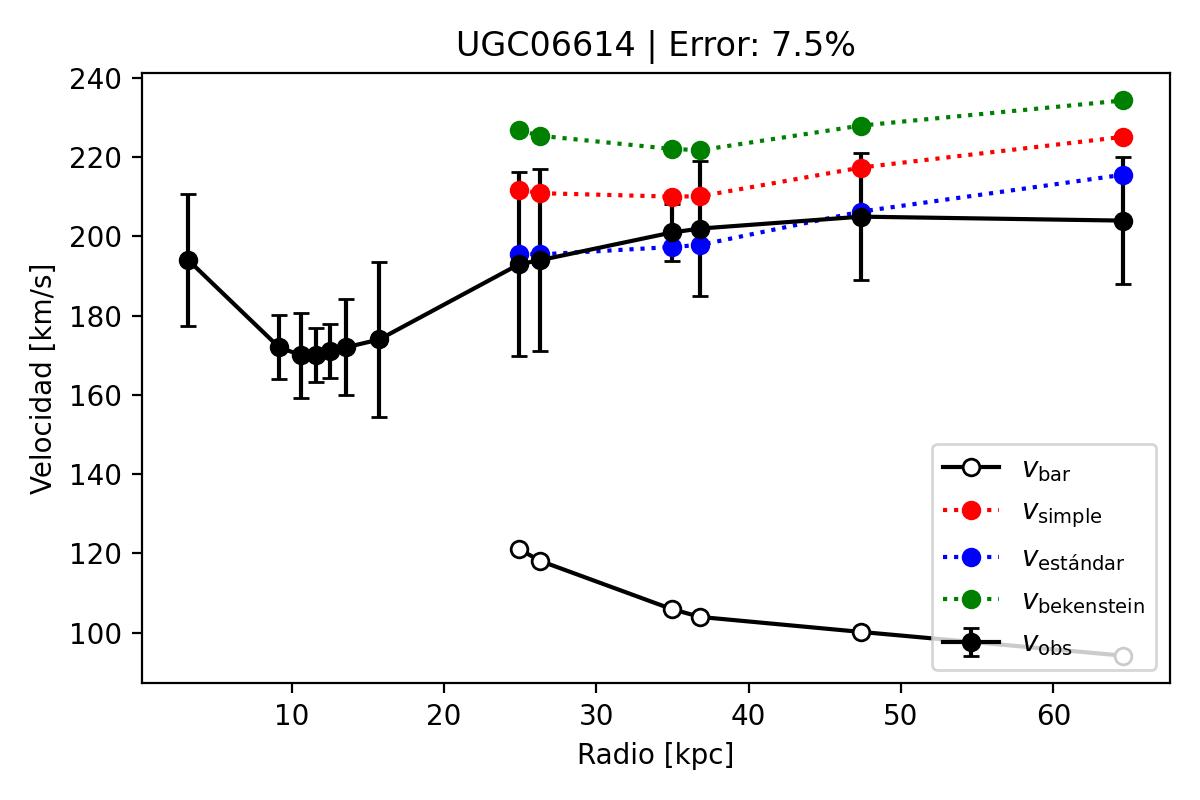 UGC06614 | Error: 7.5%
Velocidad [km/s]
240
220
200
180
160
140
120
100
v_bar
v_simple
v_estándar
v_bekenstein
v_obs
10 20 30 40 50 60
Radio [kpc]